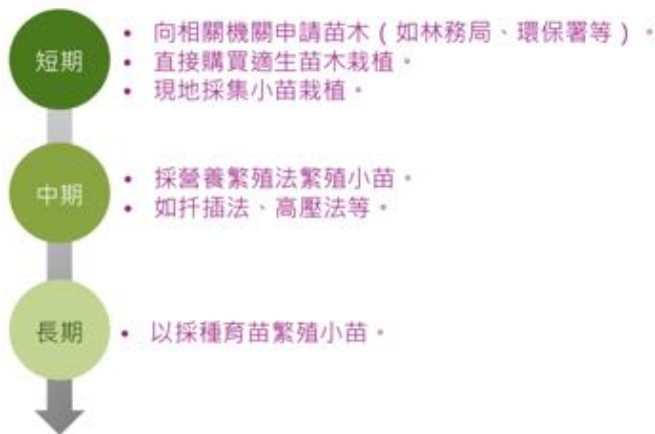 短期
• 向相關機關申請苗木（如林務局、環保署等）。
• 直接購買適生苗木栽植。
• 現地採集小苗栽植。
中期
• 採營養繁殖法繁殖小苗。
• 如扦插法、高壓法等。
長期
• 以採種育苗繁殖小苗。